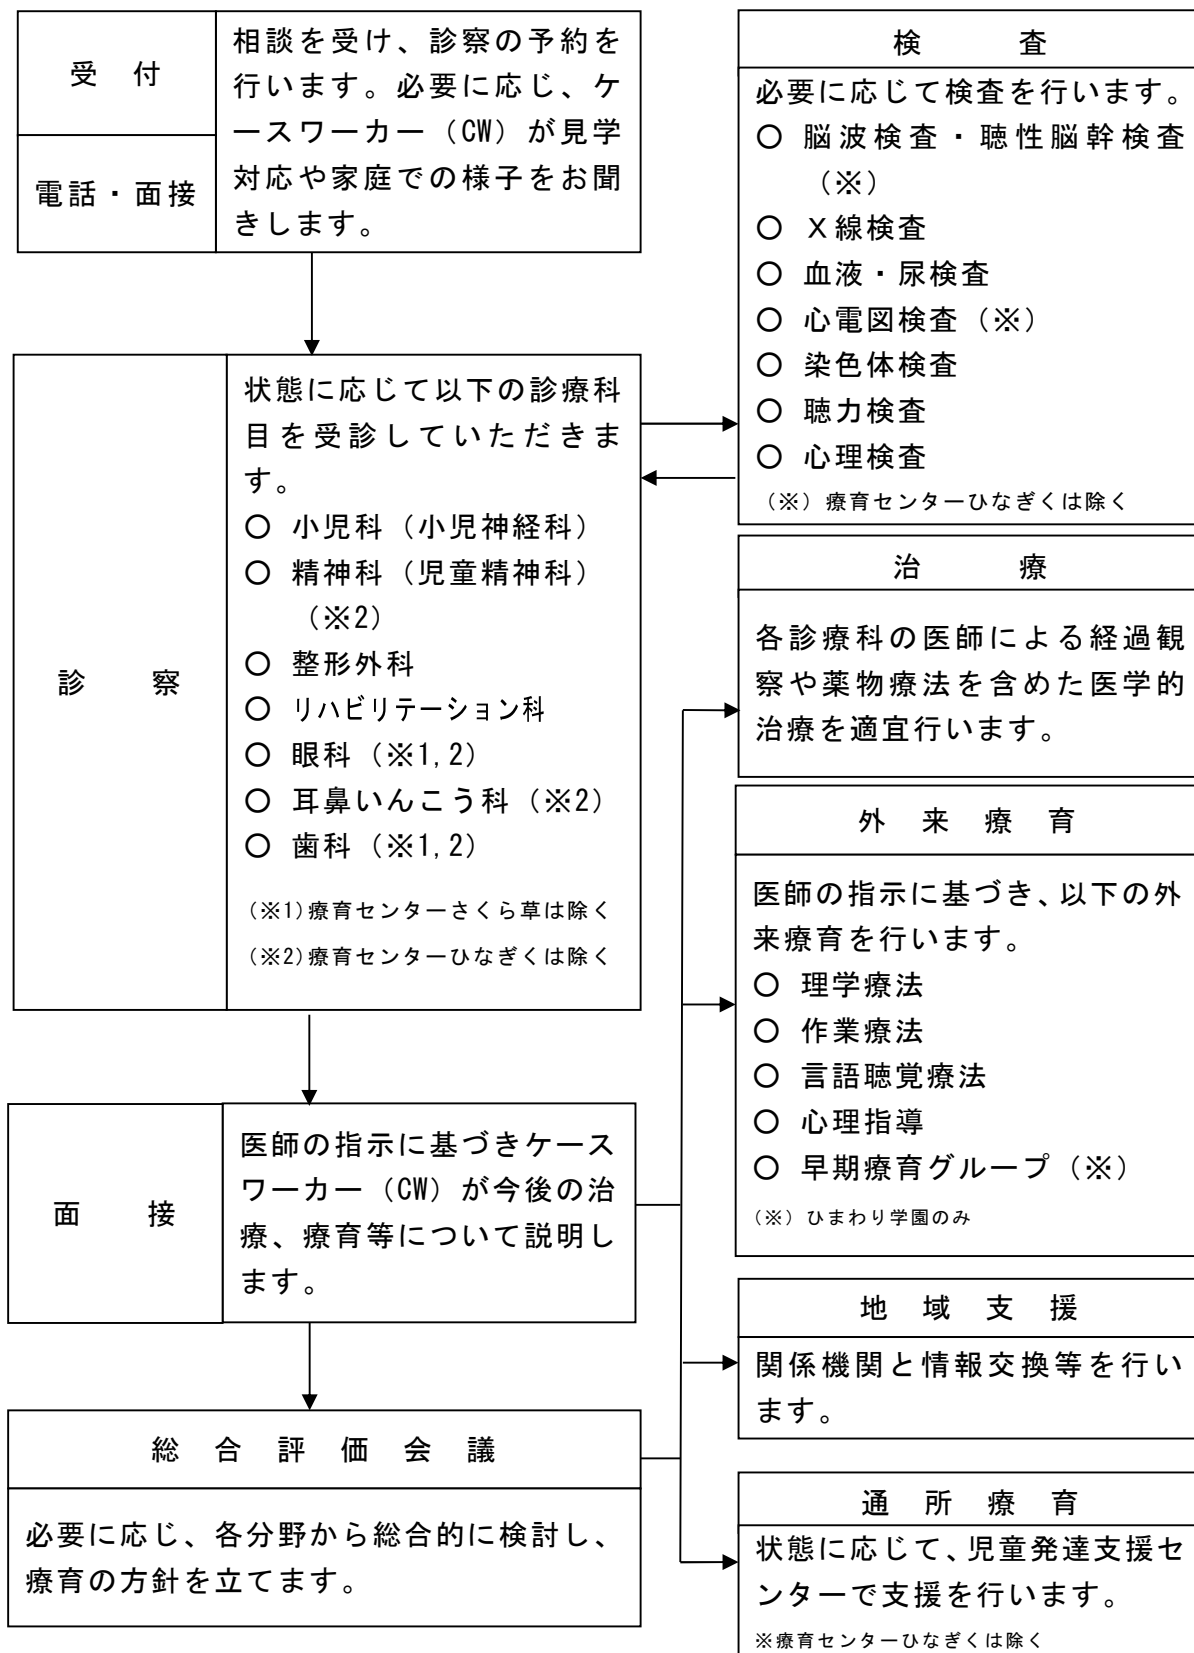 受　付
電話・面接
相談を受け、診察の予約を
行います。必要に応じ、ケ
ースワーカー（CW）が見学
対応や家庭での様子をお聞
きします。
診　　察
状態に応じて以下の診療科
目を受診していただきま
す。
〇 小児科（小児神経科）
〇 精神科（児童精神科）
（※2）
〇 整形外科
〇 リハビリテーション科
〇 眼科（※1,2）
〇 耳鼻いんこう科（※2）
〇 歯科（※1,2）
（※1）療育センターさくら草は除く
（※2）療育センターひなぎくは除く
面　　接
医師の指示に基づきケース
ワーカー（CW）が今後の治
療、療育等について説明し
ます。
総　合　評　価　会　議
必要に応じ、各分野から総合的に検討し、
療育の方針を立てます。
検　　査
必要に応じて検査を行います。
〇 脳波検査・聴性脳幹検査
（※）
〇 Ｘ線検査
〇 血液・尿検査
〇 心電図検査（※）
〇 染色体検査
〇 聴力検査
〇 心理検査
（※）療育センターひなぎくは除く
治　　療
各診療科の医師による経過観
察や薬物療法を含めた医学的
治療を適宜行います。
外　来　療　育
医師の指示に基づき、以下の外
来療育を行います。
〇 理学療法
〇 作業療法
〇 言語聴覚療法
〇 心理指導
〇 早期療育グループ（※）
（※）ひまわり学園のみ
地　域　支　援
関係機関と情報交換等を行い
ます。
通　所　療　育
状態に応じて、児童発達支援セ
ンターで支援を行います。
※療育センターひなぎくは除く